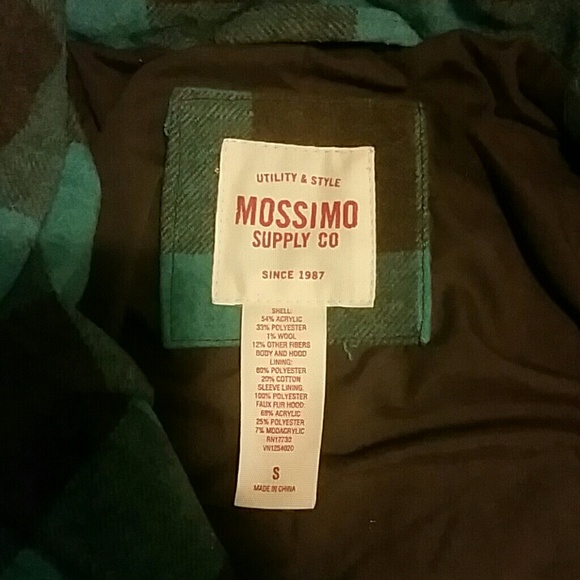 UTILITY & STYLE
MOSSIMO
SUPPLY CO
SINCE 1987
SHELL:
54% ACRYLIC
33% POLYESTER
1% WOOL
12% OTHER FIBERS
BODY AND HOOD
LINING:
80% POLYESTER
20% COTTON
SLEEVE LINING:
100% POLYESTER
FAUX FUR HOOD:
68% ACRYLIC
25% POLYESTER
7% MODACRYLIC
RN17730
VN1254020
S
MADE IN CHINA